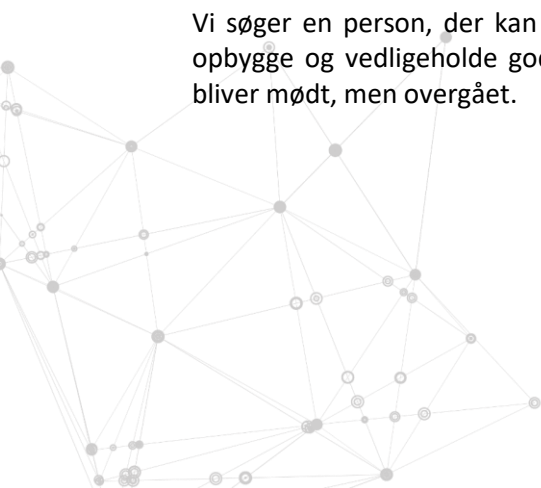 Vi søger en person, der kan
opbygge og vedligeholde
bliver mødt, men overgået.